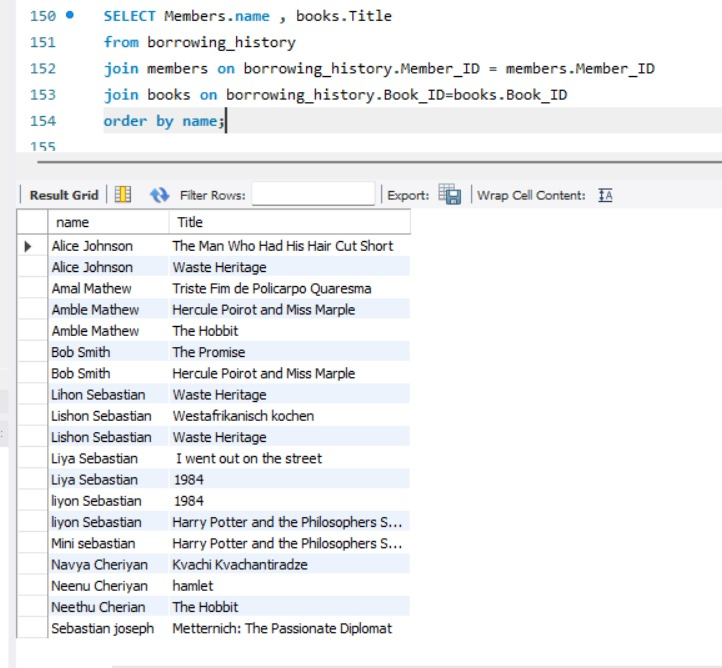 150 SELECT Members.name , books.Title
151 from borrowing_history
152 join members on borrowing_history.Member_ID = members.Member_ID
153 join books on borrowing_history.Book_ID=books.Book_ID
154 order by name;
155
Result Grid Filter Rows: Export: Wrap Cell Content: IA
name Title
Alice Johnson The Man Who Had His Hair Cut Short
Alice Johnson Waste Heritage
Amal Mathew Triste Fim de Policarpo Quaresma
Amble Mathew Hercule Poirot and Miss Marple
Amble Mathew The Hobbit
Bob Smith The Promise
Bob Smith Hercule Poirot and Miss Marple
Lihon Sebastian Waste Heritage
Lishon Sebastian Westafrikanisch kochen
Lishon Sebastian Waste Heritage
Liya Sebastian I went out on the street
Liya Sebastian 1984
liyon Sebastian 1984
liyon Sebastian Harry Potter and the Philosophers S...
Mini sebastian Harry Potter and the Philosophers S...
Navya Cheriyan Kvachi Kvachantiradze
Neenu Cheriyan hamlet
Neethu Cherian The Hobbit
Sebastian joseph Metternich: The Passionate Diplomat